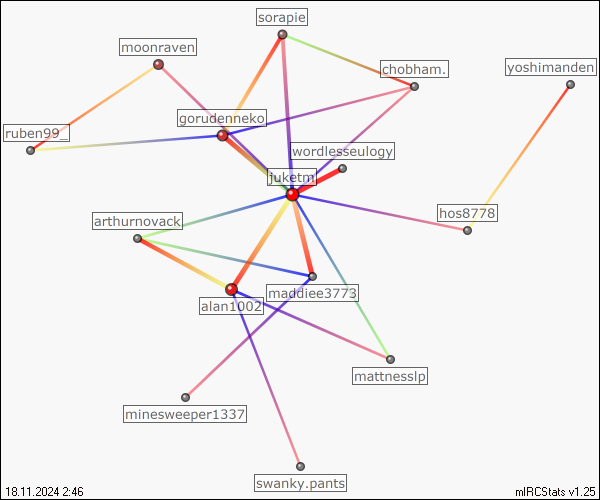 sorapie
moonraven
chobham.
yoshimanden
gorudenneko
ruben99_
wordlesseulogy
juketm
hos8778
arthurnovack
maddiee3773
alan1002
mattnesslp
minesweeper1337
swanky.pants
18.11.2024 2:46
mIRCStats v1.25